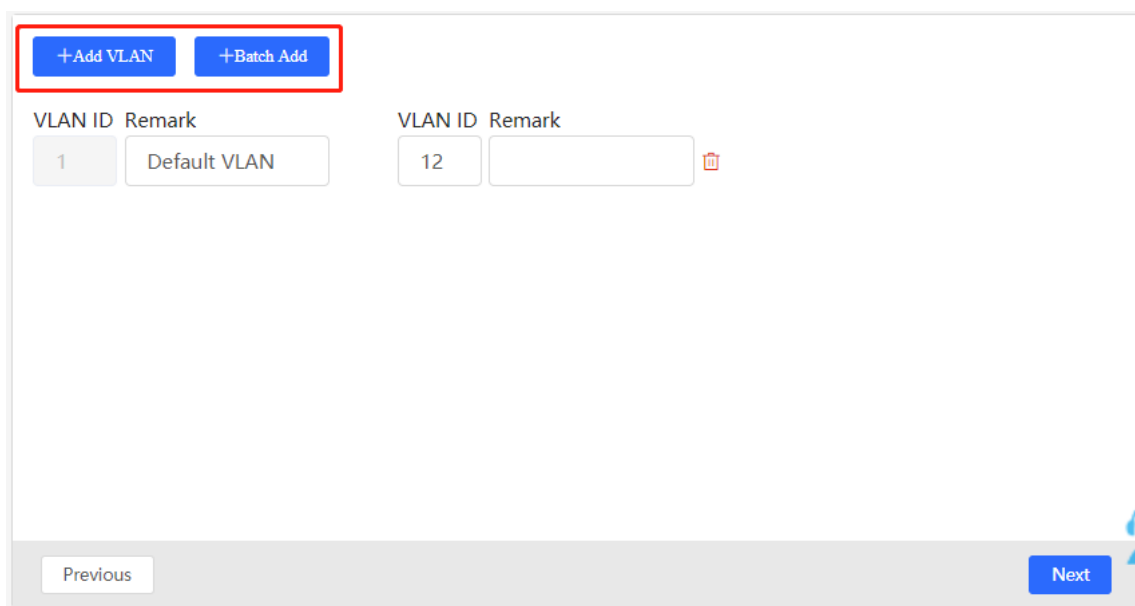 +Add VLAN +Batch Add
VLAN ID Remark VLAN ID Remark
1 Default VLAN 12
Previous Next